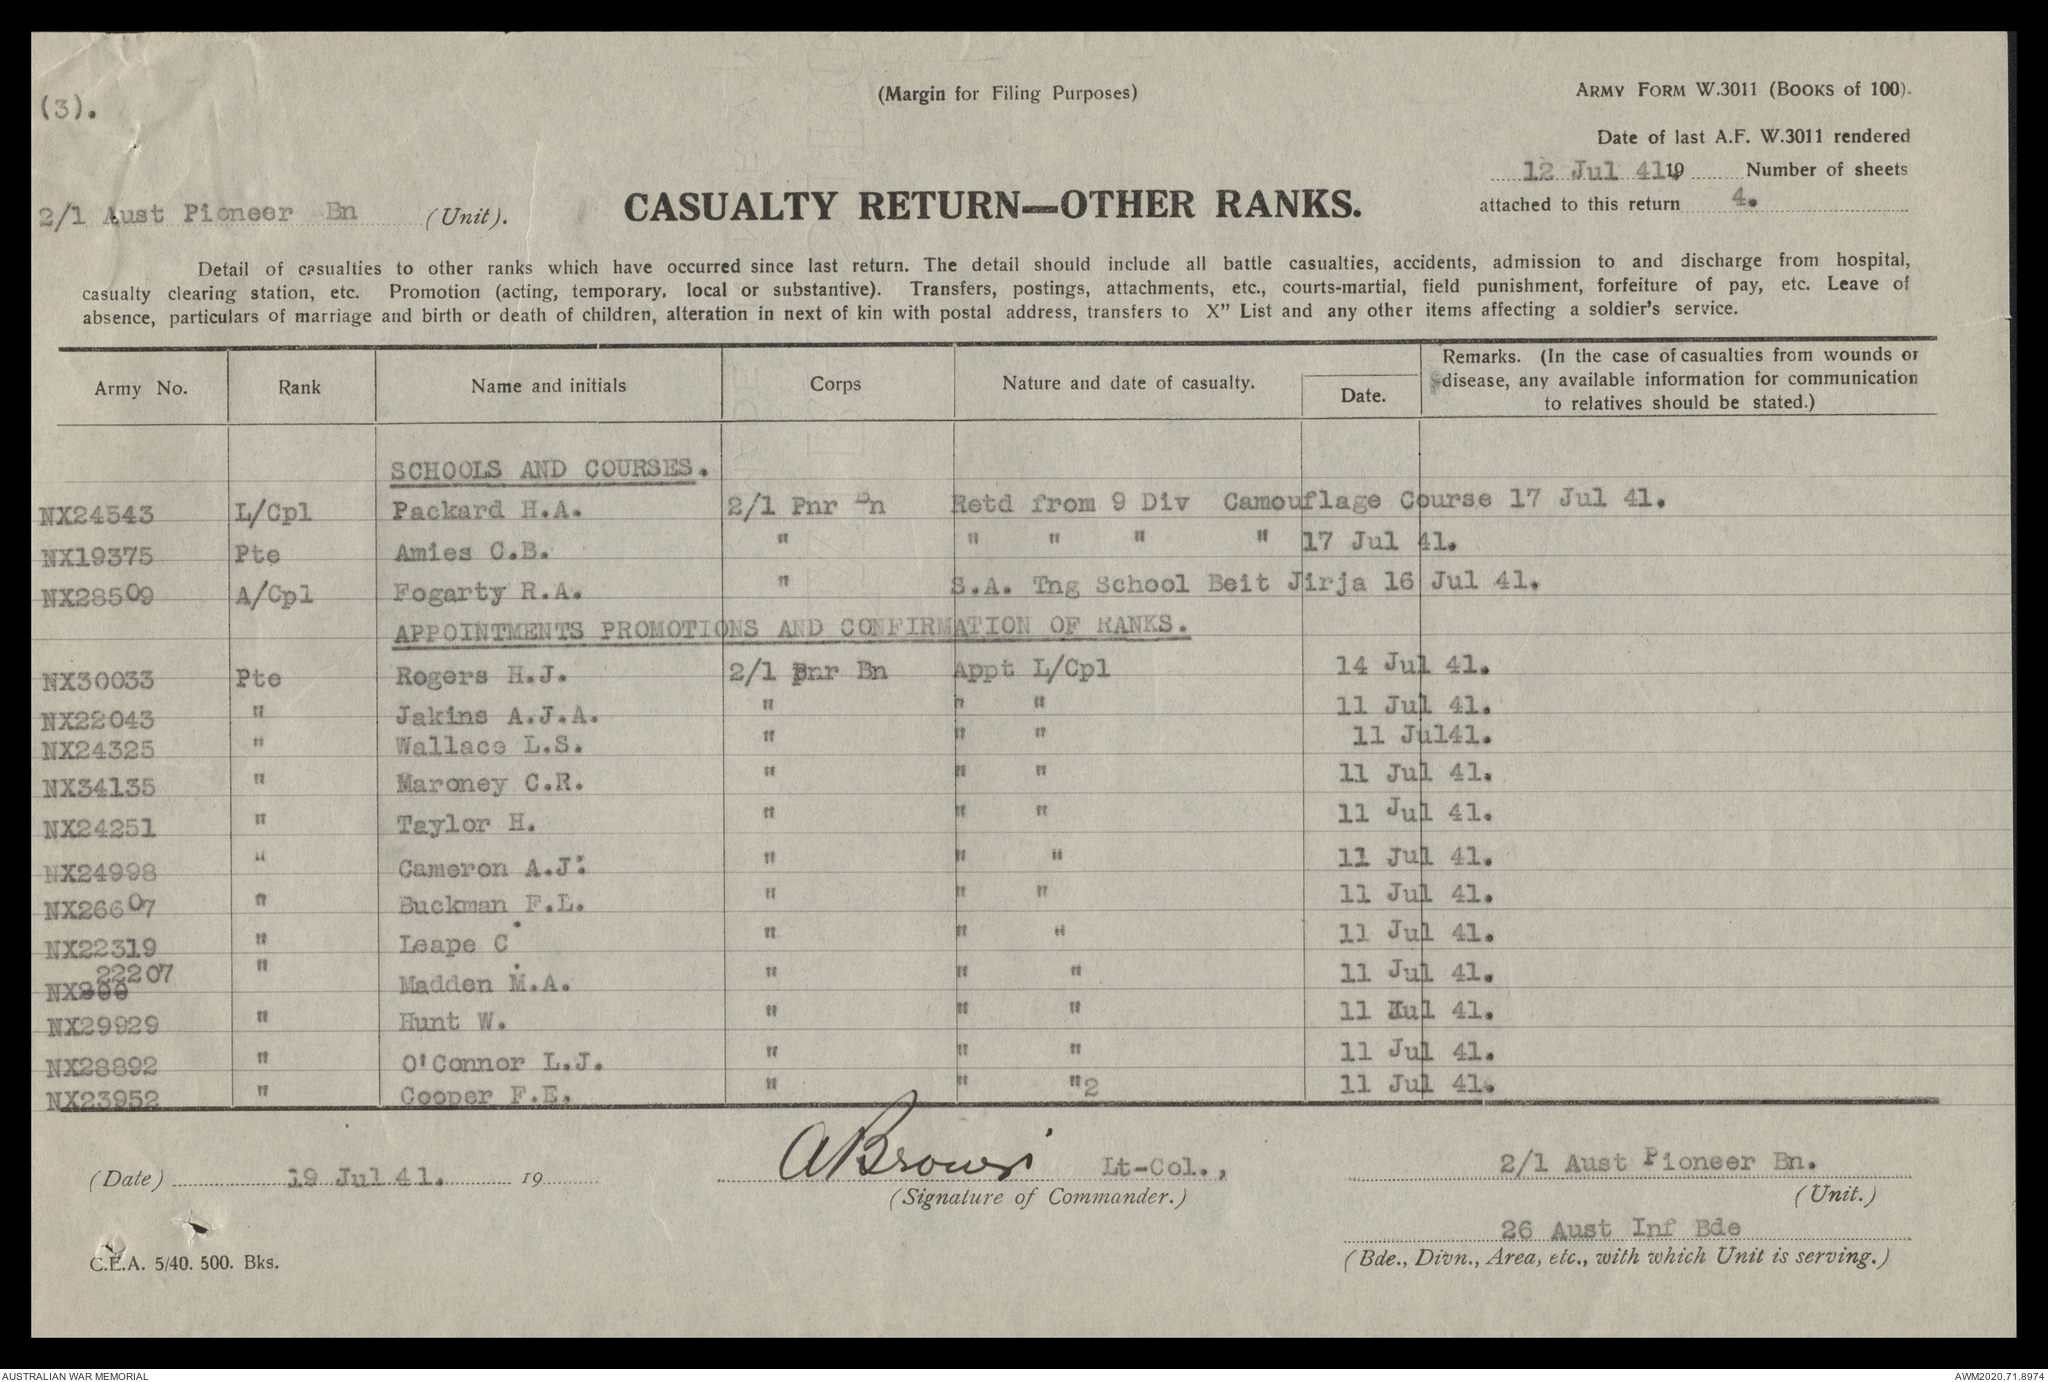 (3).
(Margin for Filing Purposes)
ARMY FORM W.3011 (BOOKS of 100).
Date of last A.F. W.3011 rendered
12 Jul 41. 19 Number of sheets
attached to this return 4.
2/1 Aust Pioneer Bn (Unit).
CASUALTY RETURN—OTHER RANKS.
Detail of casualties to other ranks which have occurred since last return. The detail should include all battle casualties, accidents, admission to and discharge from hospital,
casualty clearing station, etc. Promotion (acting, temporary, local or substantive). Transfers, postings, attachments, etc., courts-martial, field punishment, forfeiture of pay, etc. Leave of
absence, particulars of marriage and birth or death of children, alteration in next of kin with postal address, transfers to X" List and any other items affecting a soldier's service.
Army No. Rank Name and initials Corps Nature and date of casualty. Date. Remarks. (In the case of casualties from wounds or
disease, any available information for communication
to relatives should be stated.)
SCHOOLS AND COURSES.
NX24543 L/Cpl Packard H.A. 2/1 Pnr Bn Retd from 9 Div Camouflage Course 17 Jul 41.
NX19375 Pte Amies C.B. " " " " " 17 Jul 41.
NX28509 A/Cpl Fogarty R.A. " S.A. Tng School Beit Jirja 16 Jul 41.
APPOINTMENTS PROMOTIONS AND CONFIRMATION OF RANKS.
NX30033 Pte Rogers H.J. 2/1 Pnr Bn Appt L/Cpl 14 Jul 41.
NX22043 " Jakins A.J.A. " " " 11 Jul 41.
NX24325 " Wallace L.S. " " " 11 Jul41.
NX34135 " Maroney C.R. " " " 11 Jul 41.
NX24251 " Taylor H. " " " 11 Jul 41.
NX24998 " Cameron A.J. " " " 11 Jul 41.
NX26607 " Buckman F.L. " " " 11 Jul 41.
NX22319 " Leape C. " " " 11 Jul 41.
NX22207 " Madden M.A. " " " 11 Jul 41.
NX29929 " Hunt W. " " " 11 Jul 41.
NX28892 " O'Connor L.J. " " " 11 Jul 41.
NX23952 " Cooper F.E. " " "2 11 Jul 41.
(Date) 19 Jul 41. 19
ABrown Lt-Col.,
(Signature of Commander.)
2/1 Aust Pioneer Bn.
(Unit.)
26 Aust Inf Bde
(Bde., Divn., Area, etc., with which Unit is serving.)
C.E.A. 5/40. 500. Bks.
AUSTRALIAN WAR MEMORIAL
AWM2020.71.8974